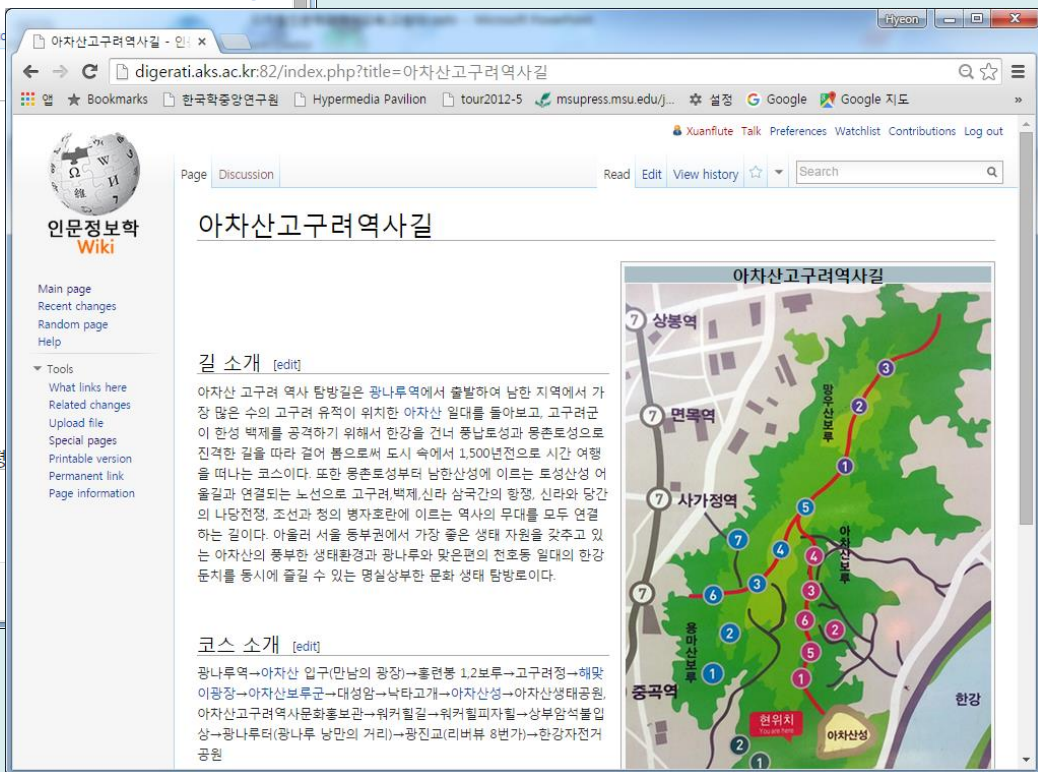 Hyeon
아차산고구려역사길 - 인
digerati.aks.ac.kr:82/index.php?title=아차산고구려역사길
앱 Bookmarks 한국학중앙연구원 Hypermedia Pavilion tour2012-5 msupress.msu.edu/j... 설정 Google Google 지도 »
Xuanflute Talk Preferences Watchlist Contributions Log out
Page Discussion Read Edit View history Search
인문정보학
Wiki
Main page
Recent changes
Random page
Help
Tools
What links here
Related changes
Upload file
Special pages
Printable version
Permanent link
Page information
아차산고구려역사길
길 소개 [edit]
아차산 고구려 역사 탐방길은 광나루역에서 출발하여 남한 지역에서 가
장 많은 수의 고구려 유적이 위치한 아차산 일대를 돌아보고, 고구려군
이 한성 백제를 공격하기 위해서 한강을 건너 풍납토성과 몽촌토성으로
진격한 길을 따라 걸어 봄으로써 도시 속에서 1,500년전으로 시간 여행
을 떠나는 코스이다. 또한 몽촌토성부터 남한산성에 이르는 토성산성 어
울길과 연결되는 노선으로 고구려,백제,신라 삼국간의 항쟁, 신라와 당간
의 나당전쟁, 조선과 청의 병자호란에 이르는 역사의 무대를 모두 연결
하는 길이다. 아울러 서울 동부권에서 가장 좋은 생태 자원을 갖추고 있
는 아차산의 풍부한 생태환경과 광나루와 맞은편의 천호동 일대의 한강
둔치를 동시에 즐길 수 있는 명실상부한 문화 생태 탐방로이다.
코스 소개 [edit]
광나루역→아차산 입구(만남의 광장)→홍련봉 1,2보루→고구려정→해맞
이광장→아차산보루군→대성암→낙타고개→아차산성→아차산생태공원,
아차산고구려역사문화홍보관→워커힐길→워커힐피자힐→상부암석불입
상→광나루터(광나루 낭만의 거리)→광진교(리버뷰 8번가)→한강자전거
공원
아차산고구려역사길
7 상봉역
7 면목역
7 사가정역
7
중곡역
망우산보루
3
2
1
아차산보루
5
4
3
6
2
5
1
용마산보루
7
4
3
6
2
1
현위치
You are here
아차산성
한강
2
1